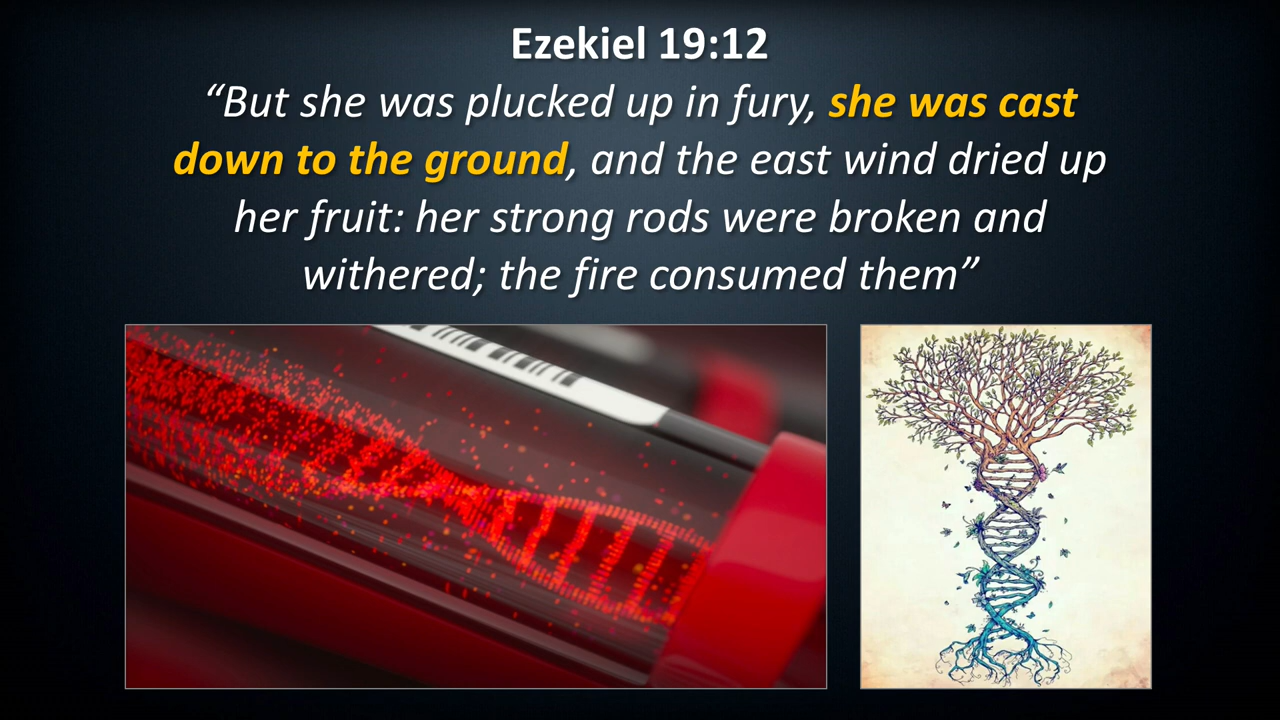 Ezekiel 19:12
“But she was plucked up in fury, she was cast
down to the ground, and the east wind dried up
her fruit: her strong rods were broken and
withered; the fire consumed them”